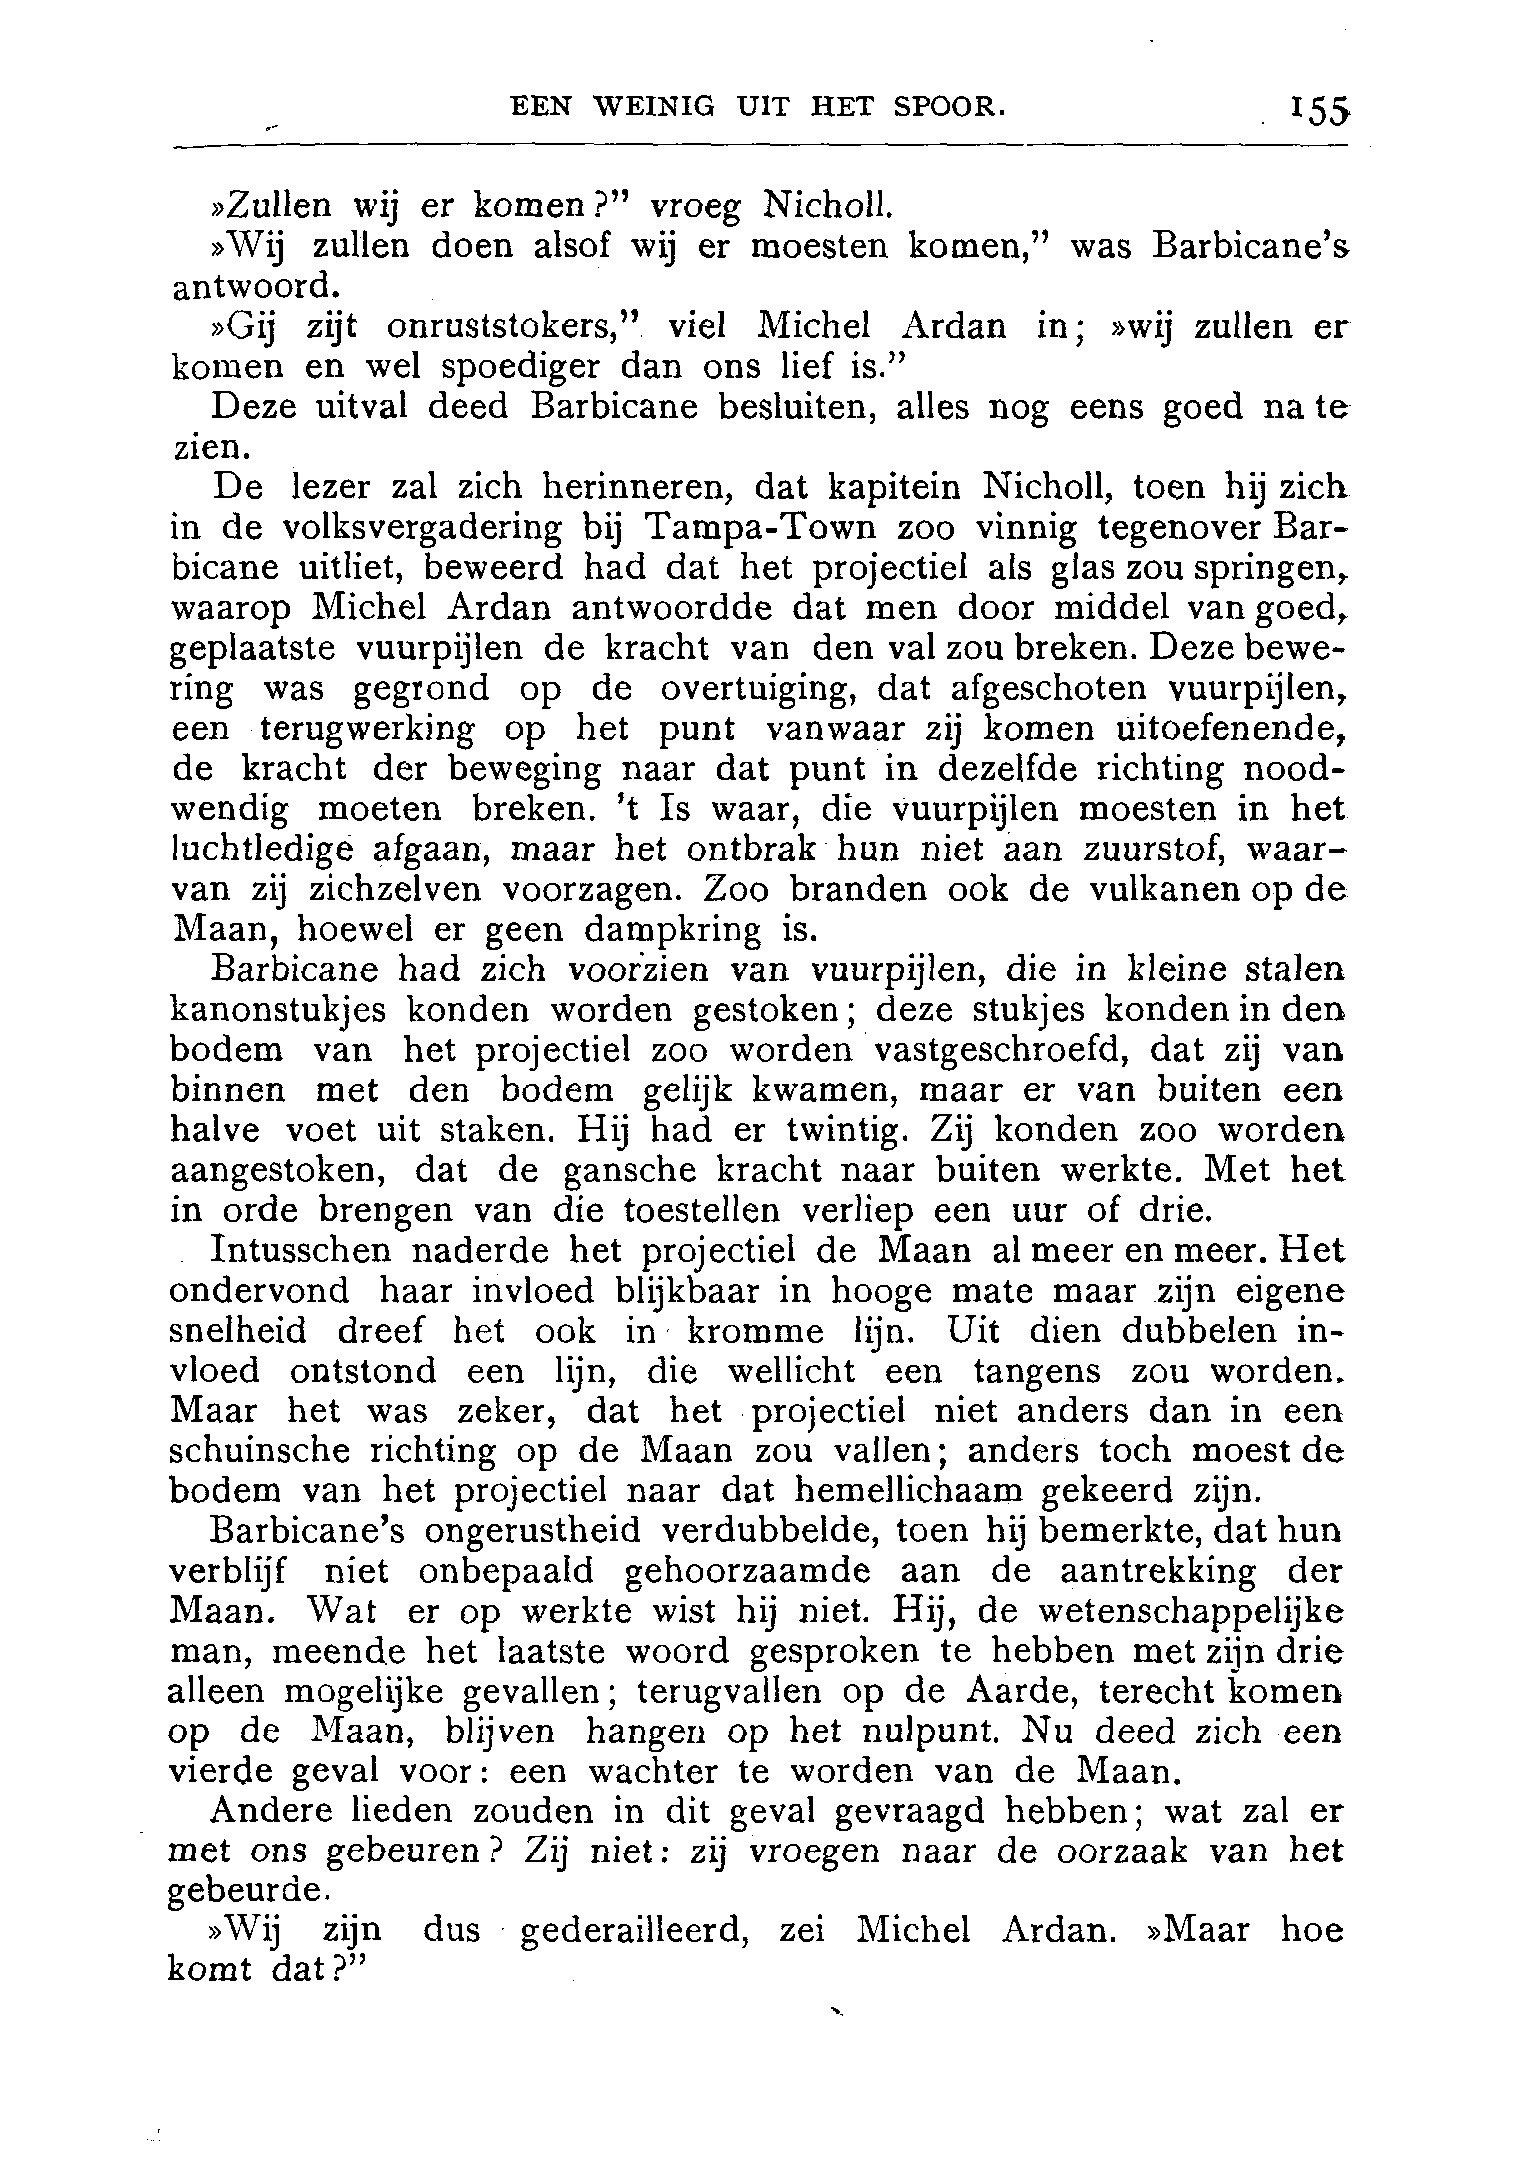 EEN WEINIG UIT HET SPOOR. 155
»Zullen wij er komen?” vroeg Nicholl.
»Wij zullen doen alsof wij er moesten komen,” was Barbicane’s
antwoord.
»Gij zijt onruststokers,” viel Michel Ardan in; »wij zullen er
komen en wel spoediger dan ons lief is.”
Deze uitval deed Barbicane besluiten, alles nog eens goed na te
zien.
De lezer zal zich herinneren, dat kapitein Nicholl, toen hij zich
in de volksvergadering bij Tampa-Town zoo vinnig tegenover Bar-
bicane uitliet, beweerd had dat het projectiel als glas zou springen,
waarop Michel Ardan antwoordde dat men door middel van goed,
geplaatste vuurpijlen de kracht van den val zou breken. Deze bewe-
ring was gegrond op de overtuiging, dat afgeschoten vuurpijlen,
een terugwerking op het punt vanwaar zij komen uitoefenende,
de kracht der beweging naar dat punt in dezelfde richting nood-
wendig moeten breken. ’t Is waar, die vuurpijlen moesten in het
luchtledige afgaan, maar het ontbrak hun niet aan zuurstof, waar-
van zij zichzelven voorzagen. Zoo branden ook de vulkanen op de
Maan, hoewel er geen dampkring is.
Barbicane had zich voorzien van vuurpijlen, die in kleine stalen
kanonstukjes konden worden gestoken; deze stukjes konden in den
bodem van het projectiel zoo worden vastgeschroefd, dat zij van
binnen met den bodem gelijk kwamen, maar er van buiten een
halve voet uit staken. Hij had er twintig. Zij konden zoo worden
aangestoken, dat de gansche kracht naar buiten werkte. Met het
in orde brengen van die toestellen verliep een uur of drie.
Intusschen naderde het projectiel de Maan al meer en meer. Het
ondervond haar invloed blijkbaar in hooge mate maar zijn eigene
snelheid dreef het ook in kromme lijn. Uit dien dubbelen in-
vloed ontstond een lijn, die wellicht een tangens zou worden.
Maar het was zeker, dat het projectiel niet anders dan in een
schuinsche richting op de Maan zou vallen; anders toch moest de
bodem van het projectiel naar dat hemellichaam gekeerd zijn.
Barbicane’s ongerustheid verdubbelde, toen hij bemerkte, dat hun
verblijf niet onbepaald gehoorzaamde aan de aantrekking der
Maan. Wat er op werkte wist hij niet. Hij, de wetenschappelijke
man, meende het laatste woord gesproken te hebben met zijn drie
alleen mogelijke gevallen; terugvallen op de Aarde, terecht komen
op de Maan, blijven hangen op het nulpunt. Nu deed zich een
vierde geval voor: een wachter te worden van de Maan.
Andere lieden zouden in dit geval gevraagd hebben; wat zal er
met ons gebeuren? Zij niet: zij vroegen naar de oorzaak van het
gebeurde.
»Wij zijn dus gederailleerd, zei Michel Ardan. »Maar hoe
komt dat?”